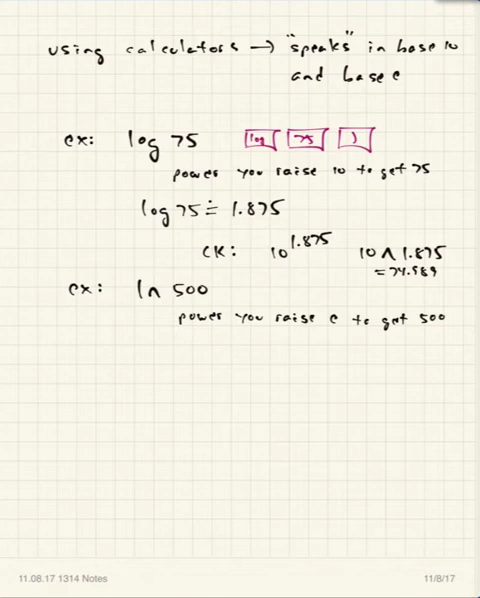 using calculators → "speaks" in base 10
and base e
ex: log 75 log 75 )
power you raise 10 to get 75
log 75 ≐ 1.875
CK: 10^1.875 10 ^ 1.875
= 74.989
ex: ln 500
power you raise e to get 500
11.08.17 1314 Notes 11/8/17